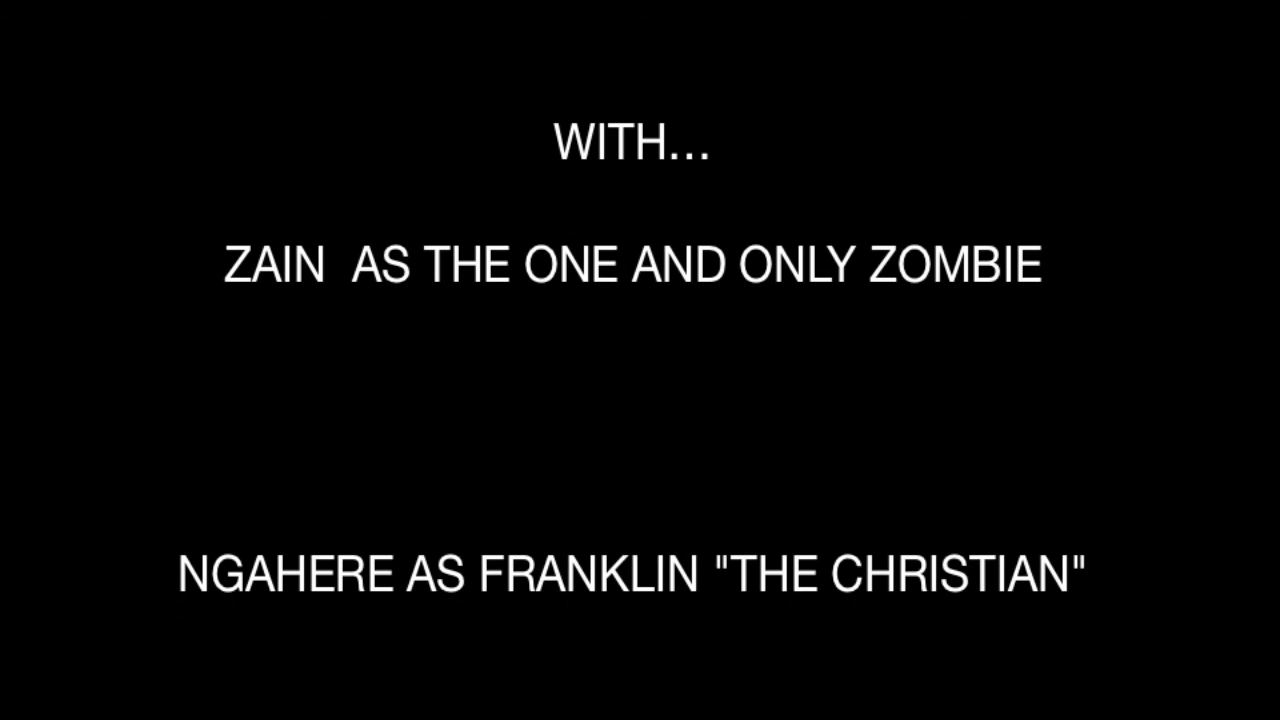 WITH...
ZAIN  AS THE ONE AND ONLY ZOMBIE
NGAHERE AS FRANKLIN "THE CHRISTIAN"